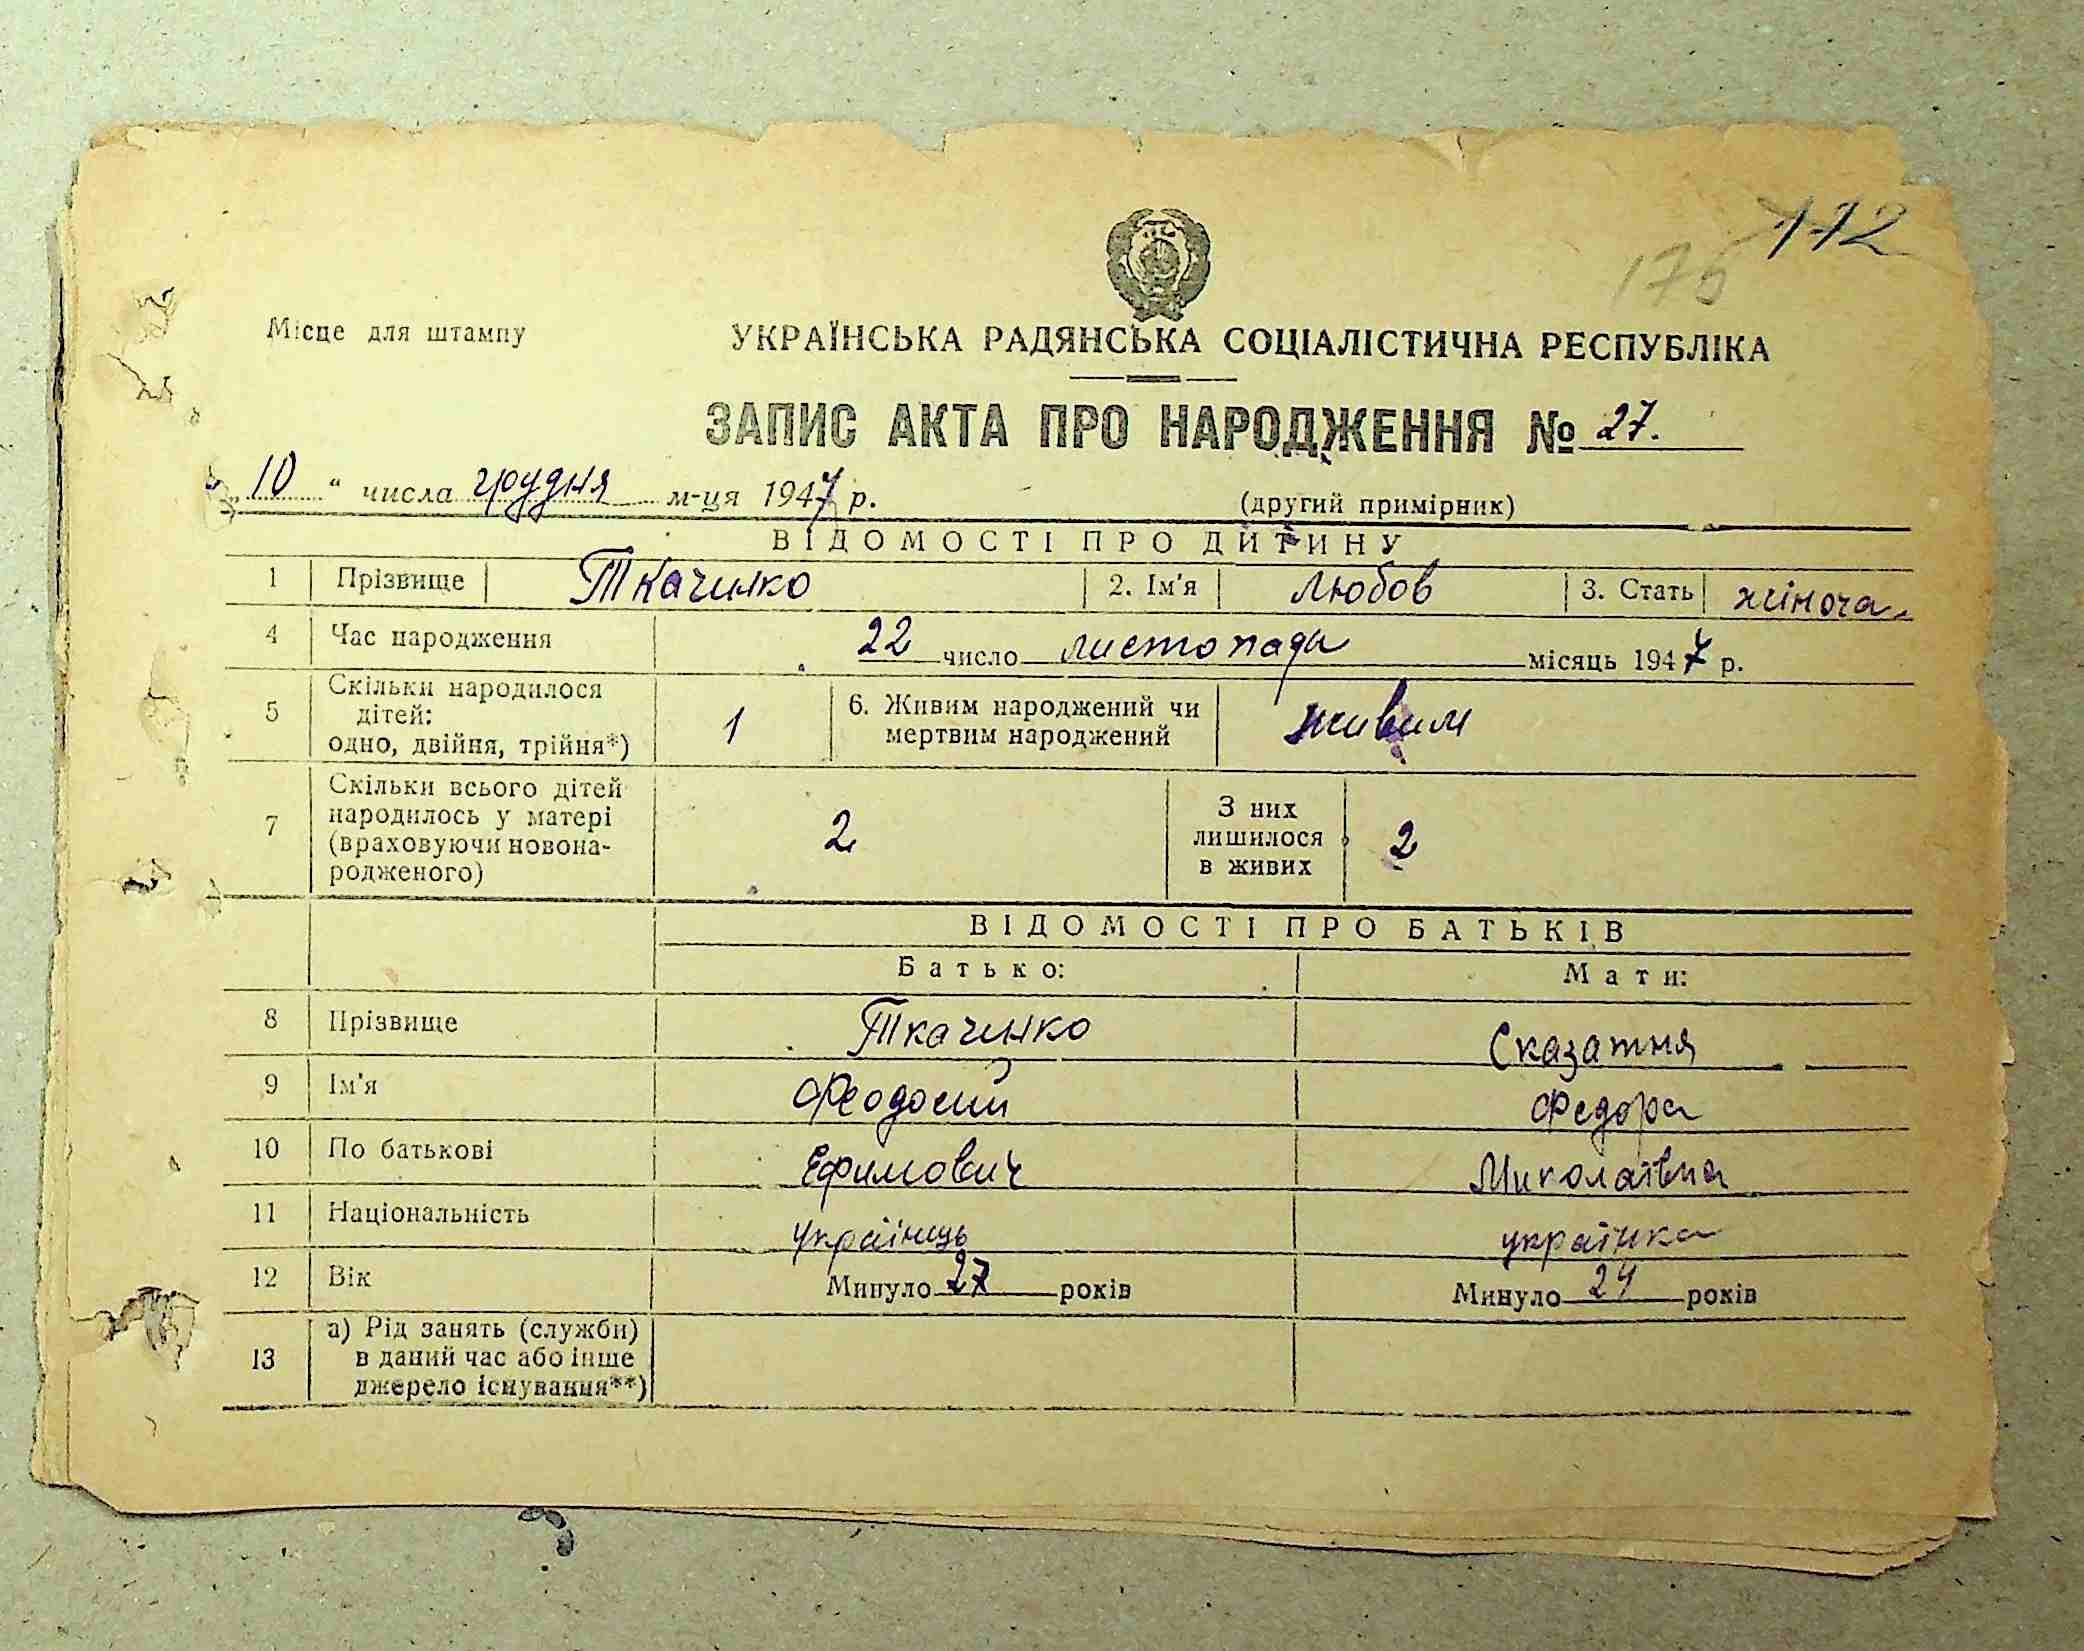 172
175
Місце для штампу
УКРАЇНСЬКА РАДЯНСЬКА СОЦІАЛІСТИЧНА РЕСПУБЛІКА
ЗАПИС АКТА ПРО НАРОДЖЕННЯ № 27.
„10“ числа грудня м-ця 1947 р.
(другий примірник)
ВІДОМОСТІ ПРО ДИТИНУ
1 Прізвище Ткаченко 2. Ім'я Любов 3. Стать жіноча.
4 Час народження 22 число листопада місяць 1947 р.
5 Скільки народилося
дітей:
одно, двійня, трійня*) 1
6. Живим народжений чи
мертвим народжений живим
7 Скільки всього дітей
народилось у матері
(враховуючи новона-
родженого) 2
З них
лишилося
в живих 2
ВІДОМОСТІ ПРО БАТЬКІВ
Батько: Мати:
8 Прізвище Ткаченко Сказатня
9 Ім'я Феодосий Федора
10 По батькові Ефимович Миколаївна
11 Національність українець українка
12 Вік Минуло 27 років Минуло 24 років
13 а) Рід занять (служби)
в даний час або інше
джерело існування**)